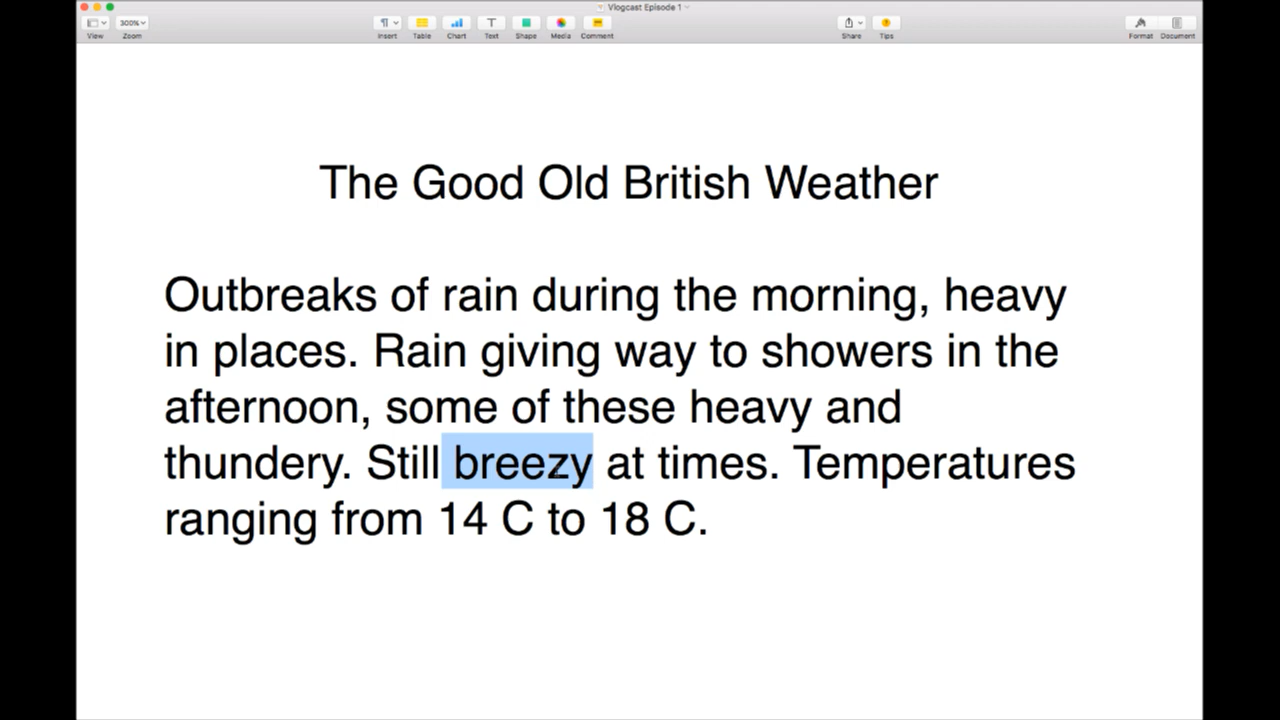 Vlogcast Episode 1
300%
View
Zoom
Insert
Table
Chart
Text
Shape
Media
Comment
Share
Tips
Format
Document
The Good Old British Weather
Outbreaks of rain during the morning, heavy
in places. Rain giving way to showers in the
afternoon, some of these heavy and
thundery. Still breezy at times. Temperatures
ranging from 14 C to 18 C.